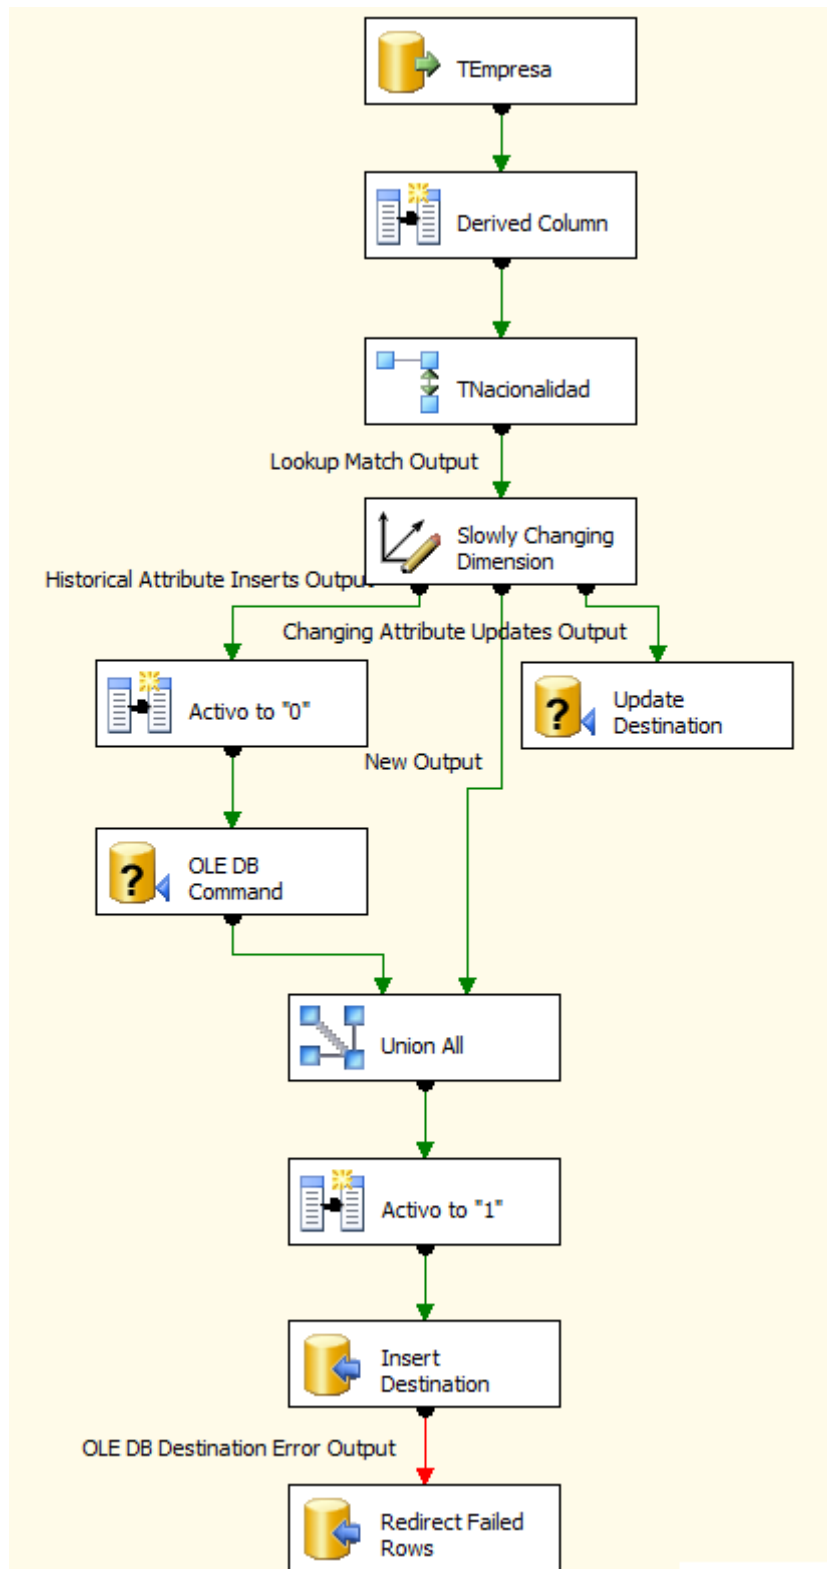 TEmpresa
Derived Column
TNacionalidad
Lookup Match Output
Slowly Changing
Dimension
Historical Attribute Inserts Output
Changing Attribute Updates Output
Activo to "0"
Update
Destination
New Output
OLE DB
Command
Union All
Activo to "1"
Insert
Destination
OLE DB Destination Error Output
Redirect Failed
Rows